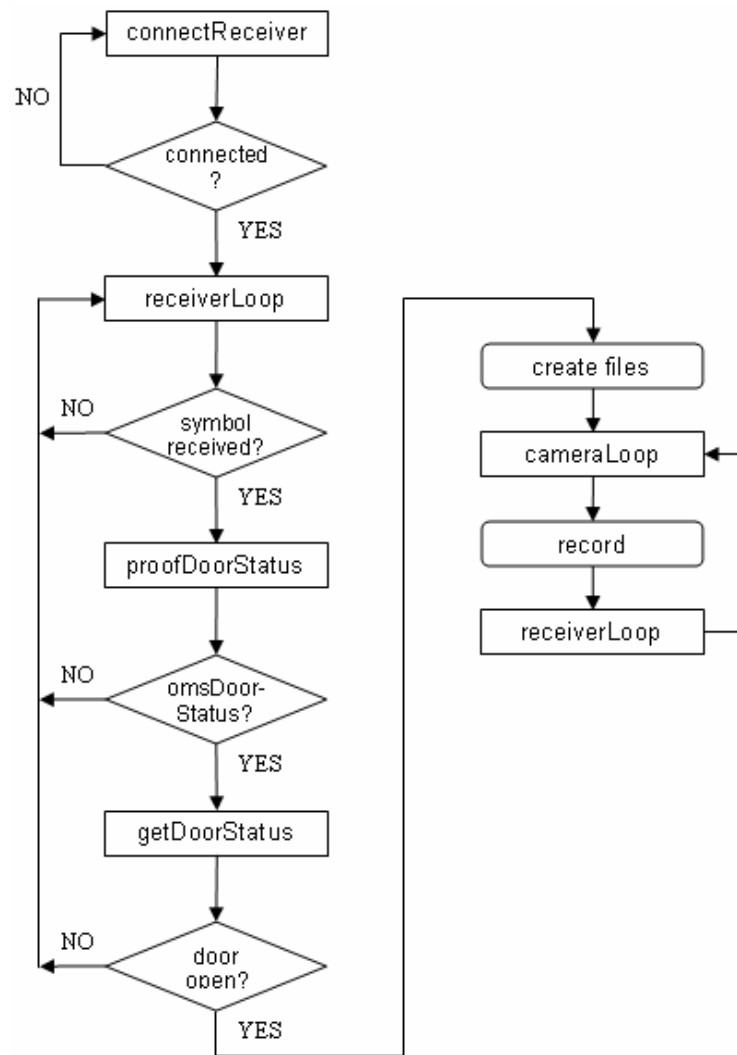 connectReceiver
NO
connected
?
YES
receiverLoop
NO
symbol
received?
YES
proofDoorStatus
NO
omsDoor-
Status?
YES
getDoorStatus
NO
door
open?
YES
create files
cameraLoop
record
receiverLoop